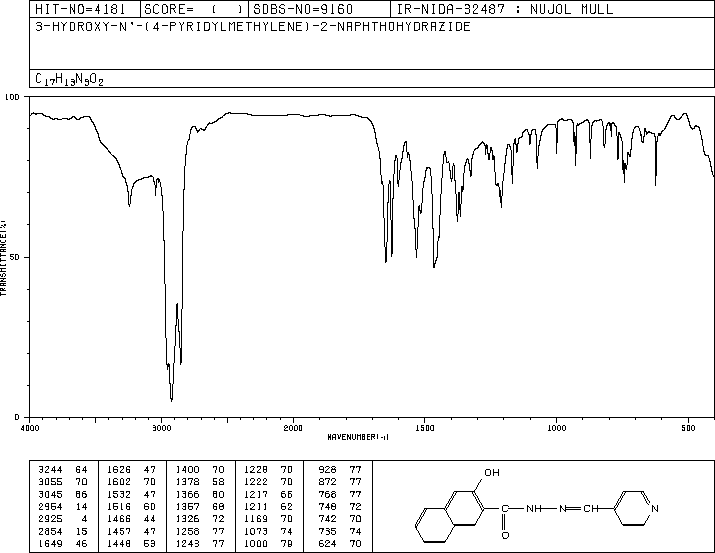 HIT-NO=4181 SCORE= ( ) SDBS-NO=9160 IR-NIDA-32487 : NUJOL MULL
3-HYDROXY-N'-(4-PYRIDYLMETHYLENE)-2-NAPHTHOHYDRAZIDE
C17H13N3O2
100
TRANSMITTANCE(%)
50
0
4000 3000 2000 1500 1000 500
WAVENUMBER(-1)
3244 64 1626 47 1400 70 1228 70 928 77
3055 70 1602 70 1378 58 1222 70 872 77
3045 66 1532 47 1366 60 1217 66 766 77
2954 14 1516 60 1357 68 1211 62 748 72
2925 4 1466 44 1326 72 1169 70 742 70
2854 15 1457 47 1258 77 1073 74 735 74
1649 46 1448 53 1243 77 1000 79 624 70
OH
C NH N CH N
O